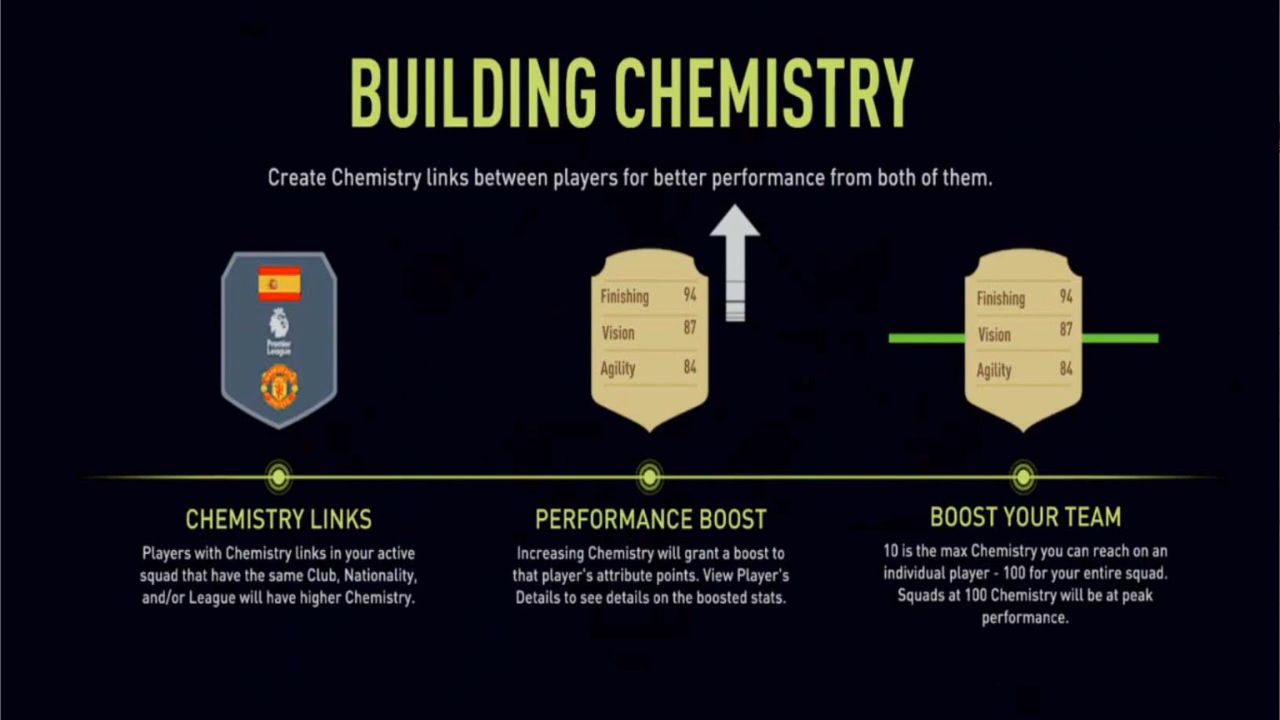 BUILDING CHEMISTRY
Create Chemistry links between players for better performance from both of them.
Premier
League
Finishing 94
Vision 87
Agility 84
Finishing 94
Vision 87
Agility 84
CHEMISTRY LINKS
Players with Chemistry links in your active
squad that have the same Club, Nationality,
and/or League will have higher Chemistry.
PERFORMANCE BOOST
Increasing Chemistry will grant a boost to
that player's attribute points. View Player's
Details to see details on the boosted stats.
BOOST YOUR TEAM
10 is the max Chemistry you can reach on an
individual player - 100 for your entire squad.
Squads at 100 Chemistry will be at peak
performance.